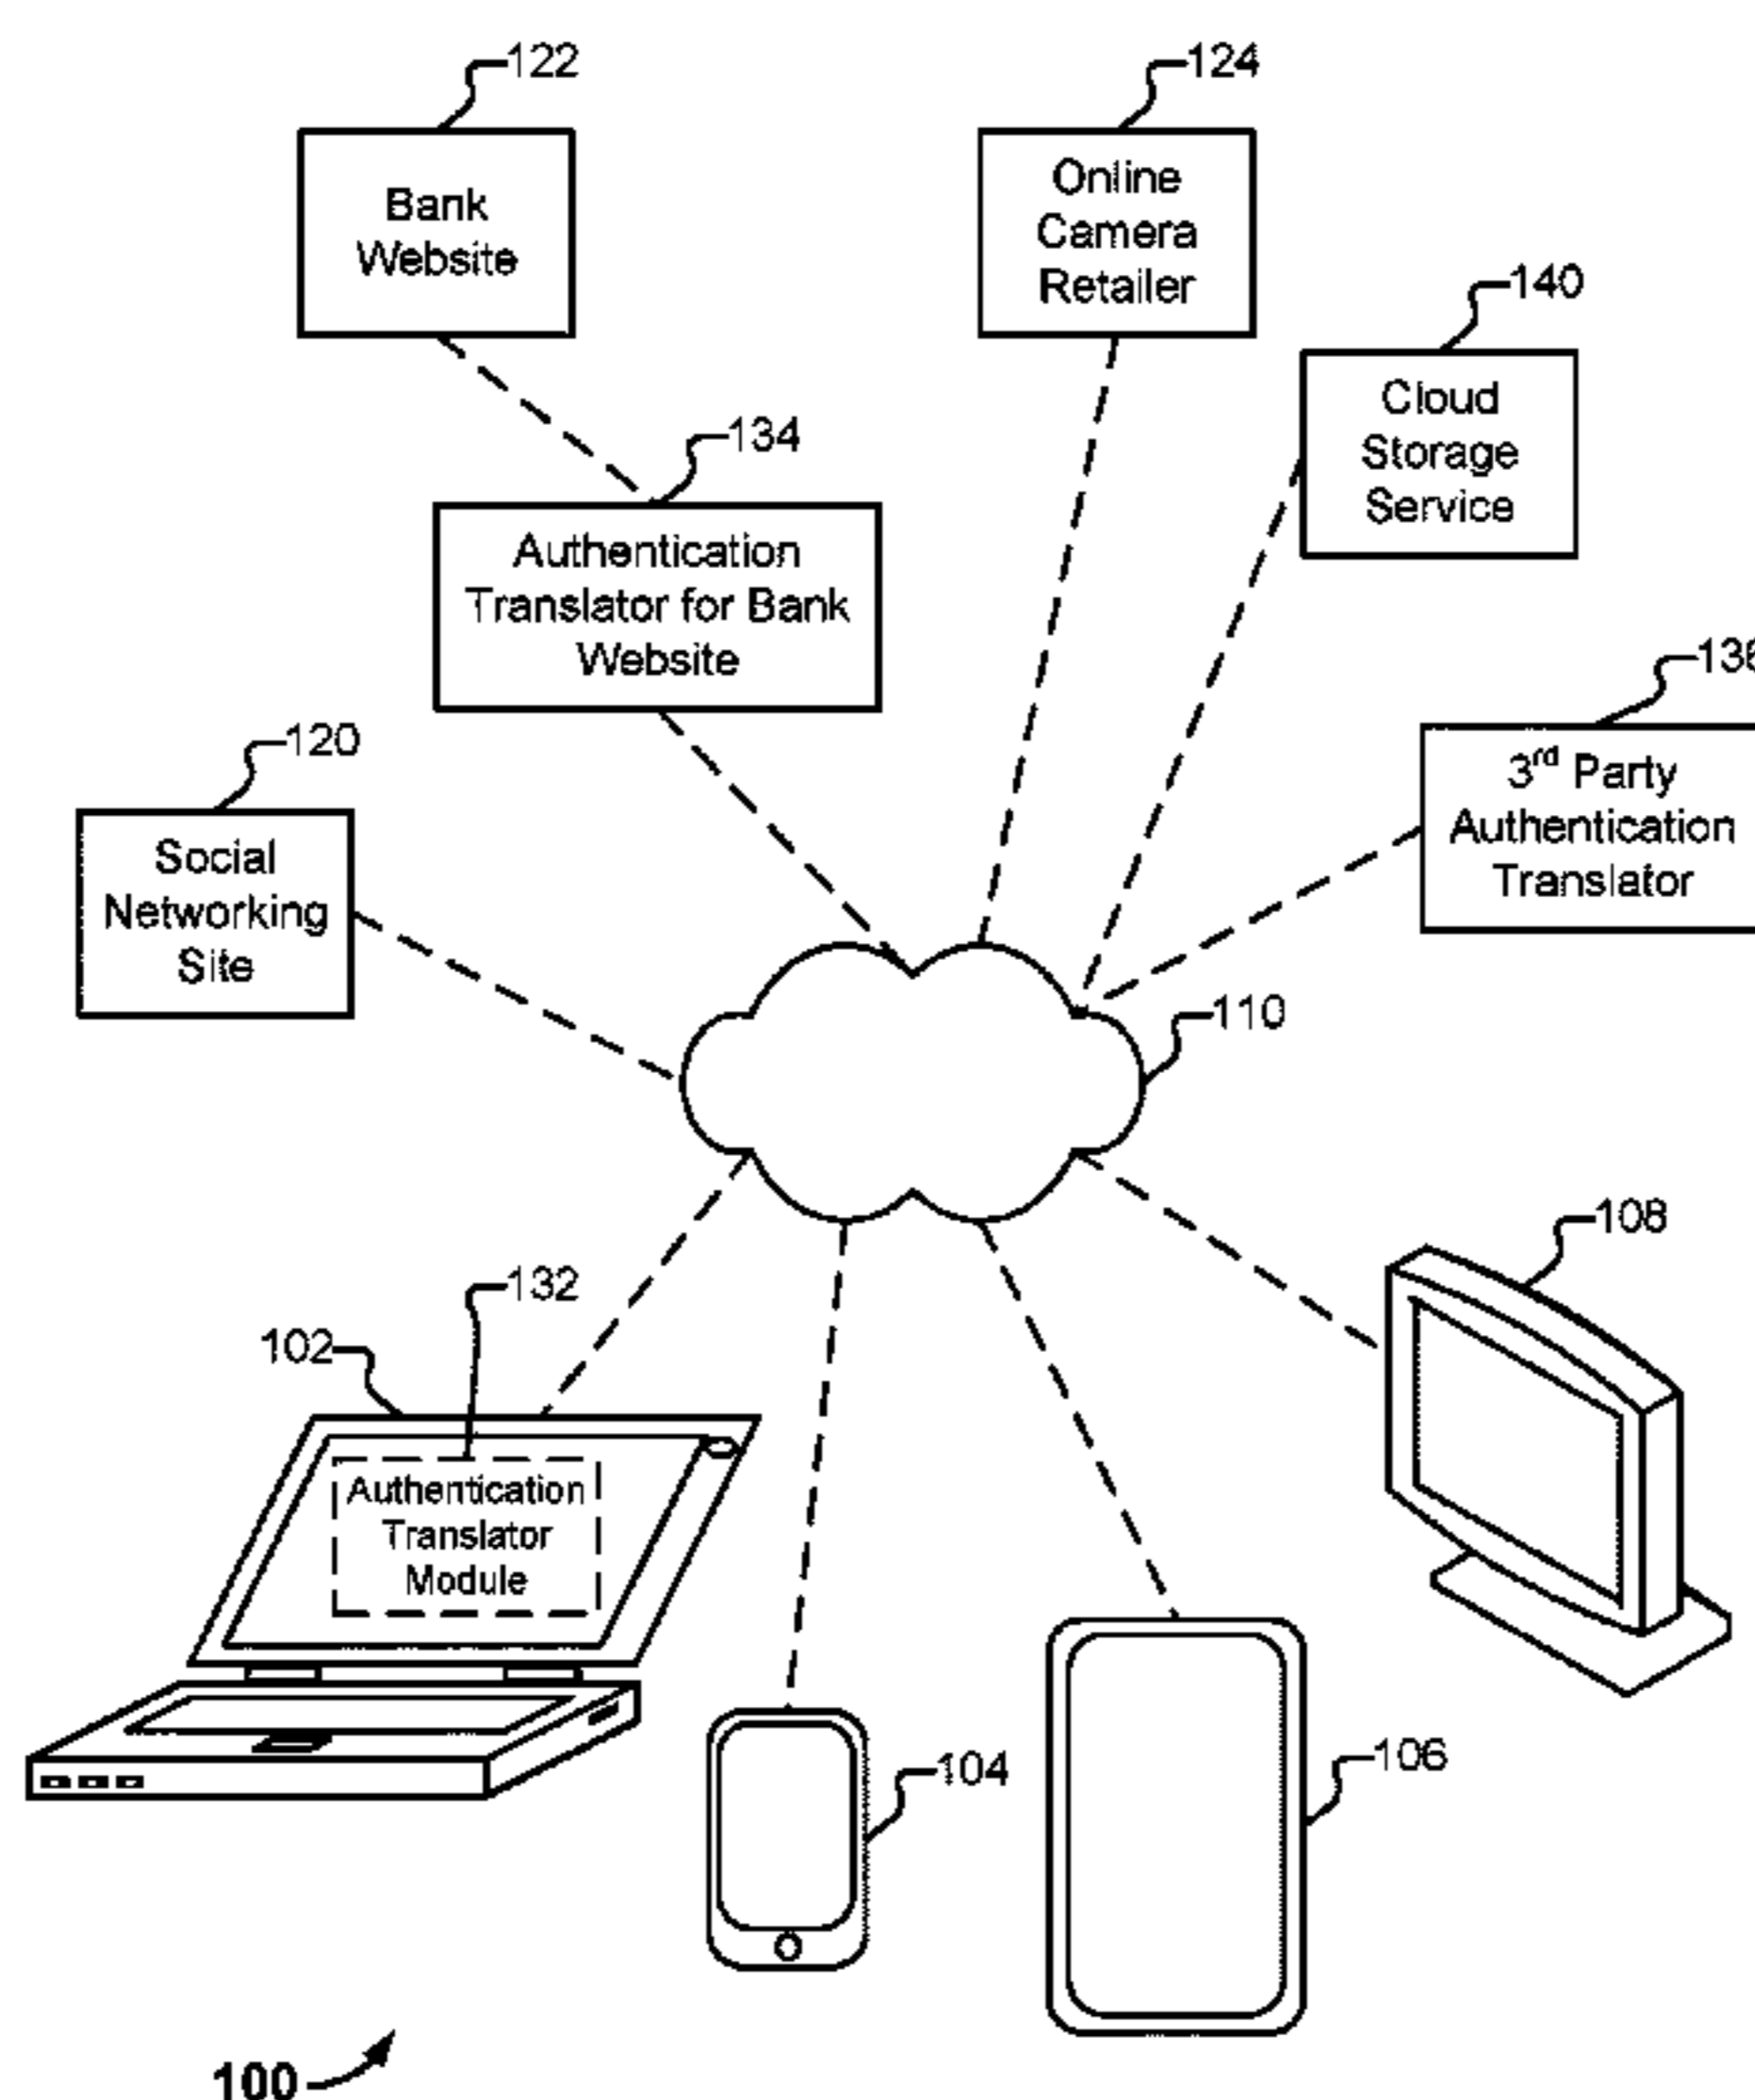 122
124
Bank
Website
Online
Camera
Retailer
140
Cloud
Storage
Service
134
Authentication
Translator for Bank
Website
120
Social
Networking
Site
3rd Party
Authentication
Translator
110
108
132
102
Authentication
Translator
Module
104
106
100